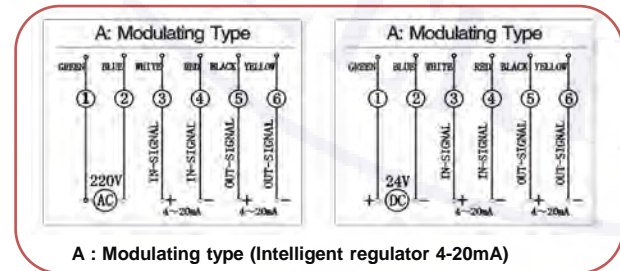 A: Modulating Type
GREEN BLUE WHITE RED BLACK YELLOW
1 2 3 4 5 6
IN-SIGNAL IN-SIGNAL OUT-SIGNAL OUT-SIGNAL
220V
AC + − + −
4～20mA 4～20mA
A: Modulating Type
GREEN BLUE WHITE RED BLACK YELLOW
1 2 3 4 5 6
IN-SIGNAL IN-SIGNAL OUT-SIGNAL OUT-SIGNAL
24V
+ DC − + − + −
4～20mA 4～20mA
A : Modulating type (Intelligent regulator 4-20mA)